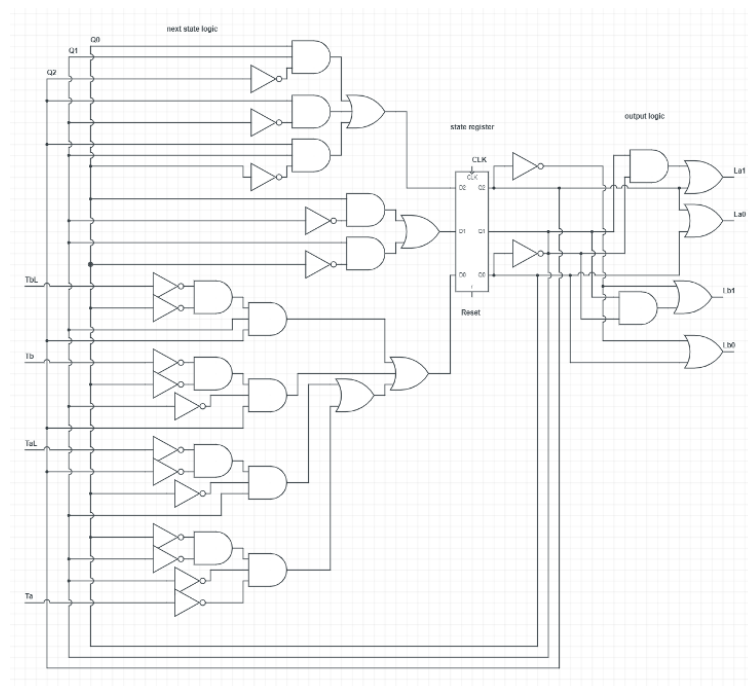 next state logic
Q0
Q1
Q2
state register
output logic
CLK
CLK
D2
Q2
La1
La0
D1
Q1
TbL
D0
Q0
Lb1
Reset
Lb0
Tb
TaL
Ta